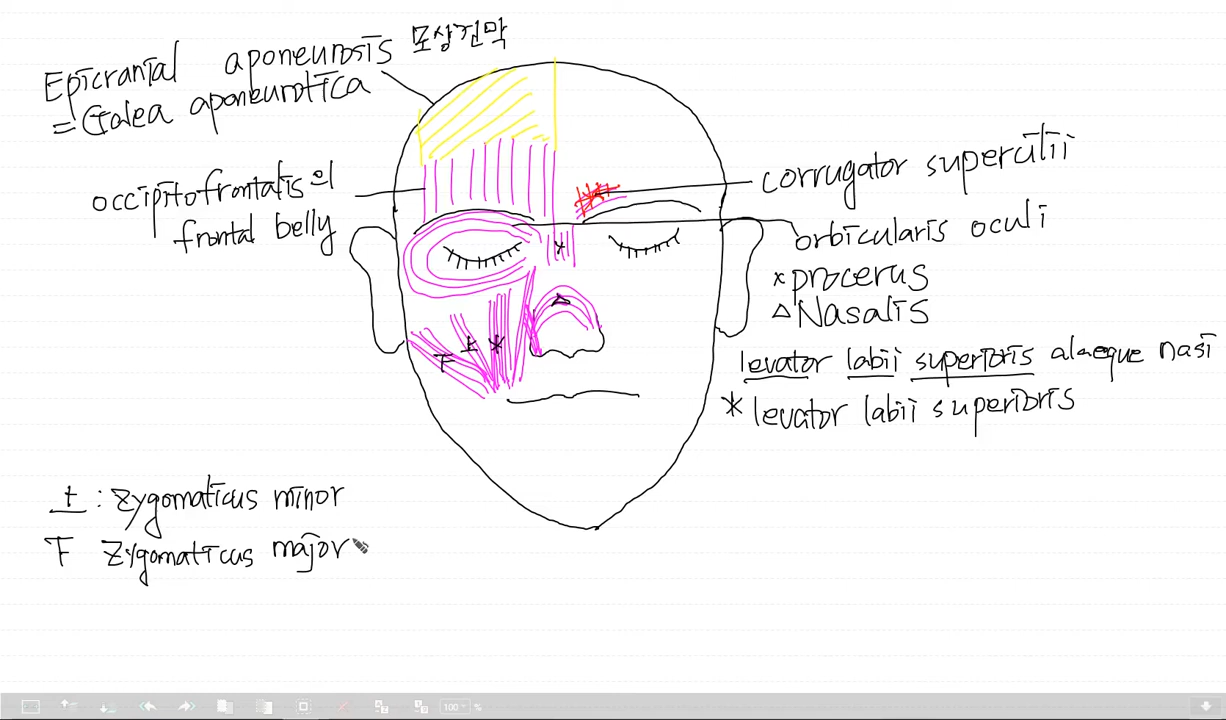 Epicranial aponeurosis 모상건막
= Galea aponeurotica
occipitofrontalis의
frontal belly
corrugator supercilii
orbicularis oculi
× procerus
△ Nasalis
levator labii superioris alaeque nasi
* levator labii superioris
⊥ : Zygomaticus minor
T Zygomaticus major
100 %